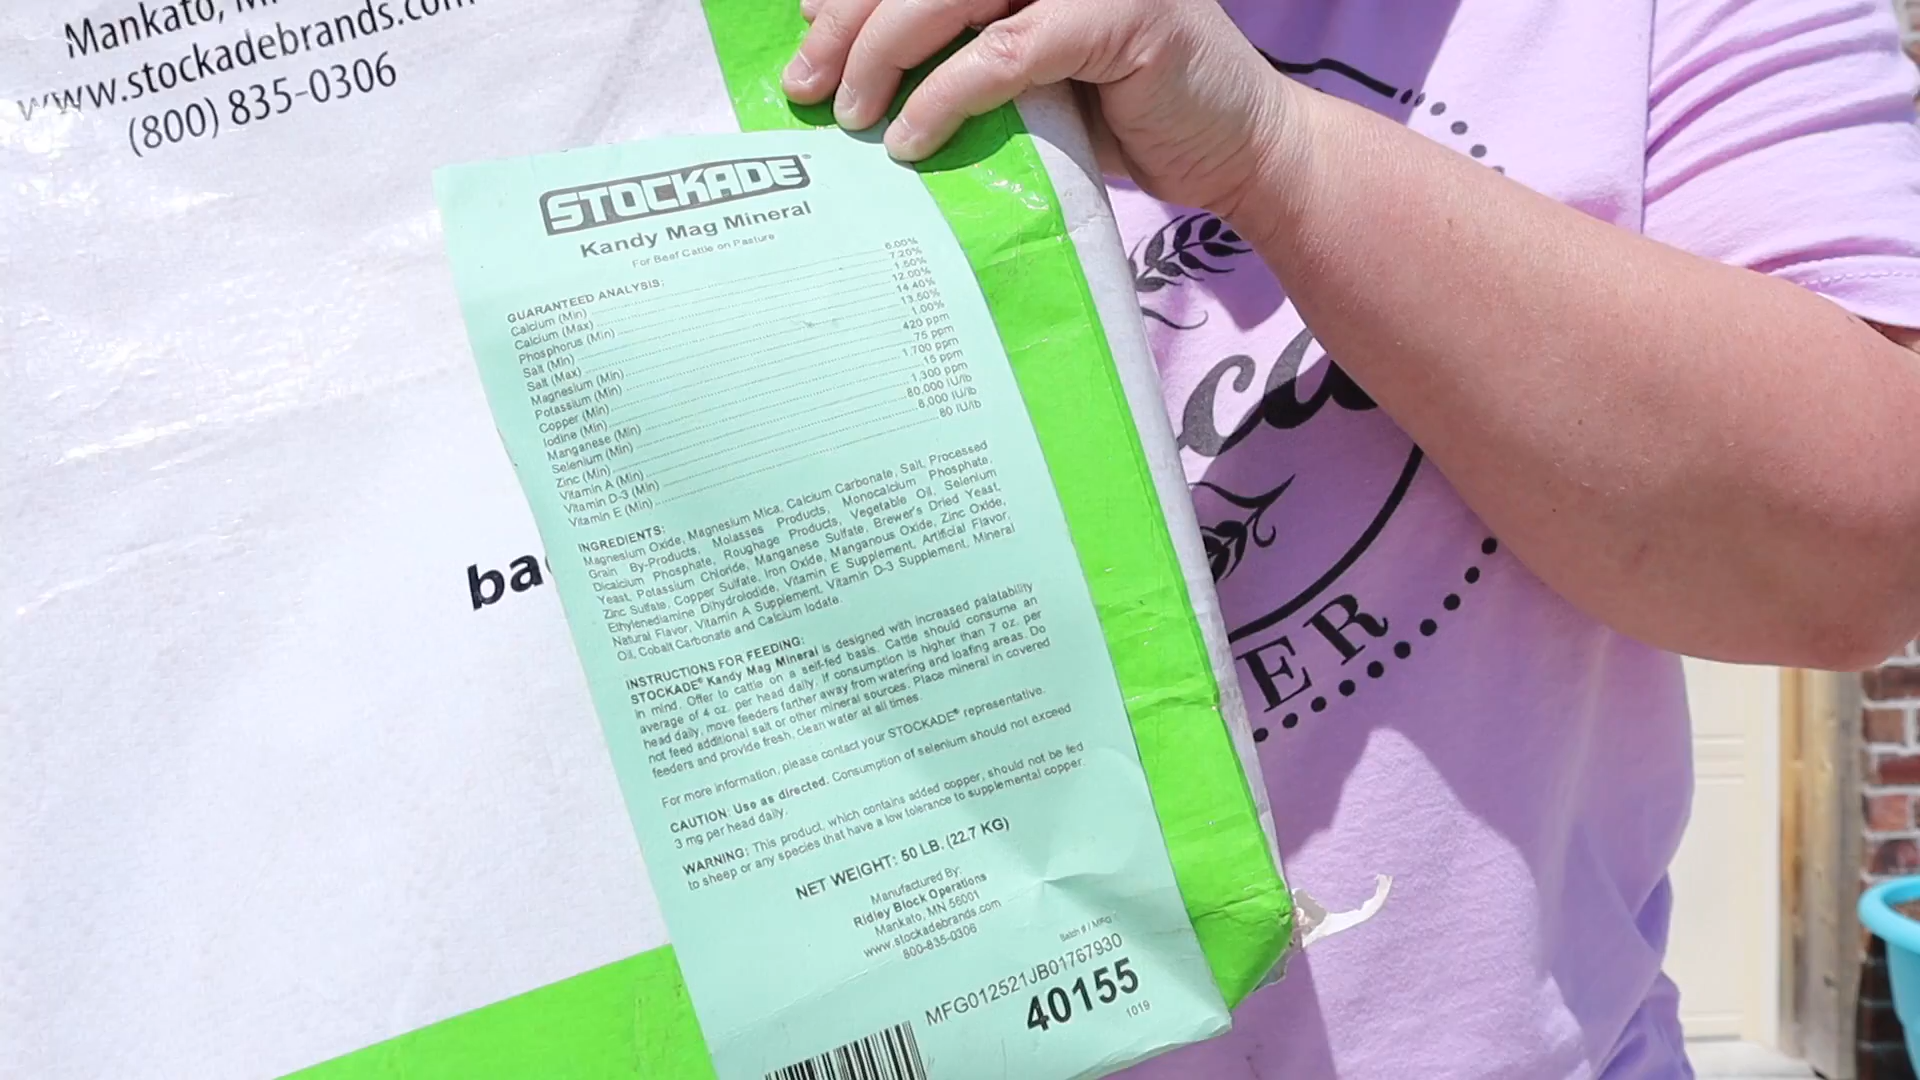 Mankato,
www.stockadebrands.com
(800) 835-0306
ba
STOCKADE®
Kandy Mag Mineral
For Beef Cattle on Pasture
GUARANTEED ANALYSIS:
Calcium (Min) 6.00%
Calcium (Max) 7.20%
Phosphorus (Min) 1.50%
Salt (Min) 12.00%
Salt (Max) 14.40%
Magnesium (Min) 13.50%
Potassium (Min) 1.00%
Copper (Min) 420 ppm
Iodine (Min) 75 ppm
Manganese (Min) 1,700 ppm
Selenium (Min) 15 ppm
Zinc (Min) 1,300 ppm
Vitamin A (Min) 80,000 IU/lb
Vitamin D-3 (Min) 8,000 IU/lb
Vitamin E (Min) 80 IU/lb
INGREDIENTS:
Magnesium Oxide, Magnesium Mica, Calcium Carbonate, Salt, Processed
Grain By-Products, Molasses Products, Monocalcium Phosphate,
Dicalcium Phosphate, Roughage Products, Vegetable Oil, Selenium
Yeast, Potassium Chloride, Manganese Sulfate, Brewer's Dried Yeast,
Zinc Sulfate, Copper Sulfate, Iron Oxide, Manganous Oxide, Zinc Oxide,
Ethylenediamine Dihydroiodide, Vitamin E Supplement, Artificial Flavor,
Natural Flavor, Vitamin A Supplement, Vitamin D-3 Supplement, Mineral
Oil, Cobalt Carbonate and Calcium Iodate.
INSTRUCTIONS FOR FEEDING:
STOCKADE® Kandy Mag Mineral is designed with increased palatability
in mind. Offer to cattle on a self-fed basis. Cattle should consume an
average of 4 oz. per head daily. If consumption is higher than 7 oz. per
head daily, move feeders farther away from watering and loafing areas. Do
not feed additional salt or other mineral sources. Place mineral in covered
feeders and provide fresh, clean water at all times.
For more information, please contact your STOCKADE® representative.
CAUTION: Use as directed. Consumption of selenium should not exceed
3 mg per head daily.
WARNING: This product, which contains added copper, should not be fed
to sheep or any species that have a low tolerance to supplemental copper.
NET WEIGHT: 50 LB. (22.7 KG)
Manufactured By:
Ridley Block Operations
Mankato, MN 56001
www.stockadebrands.com
800-835-0306
Batch # / MFG
MFG012521JB01767930
40155
1019
ca
ER